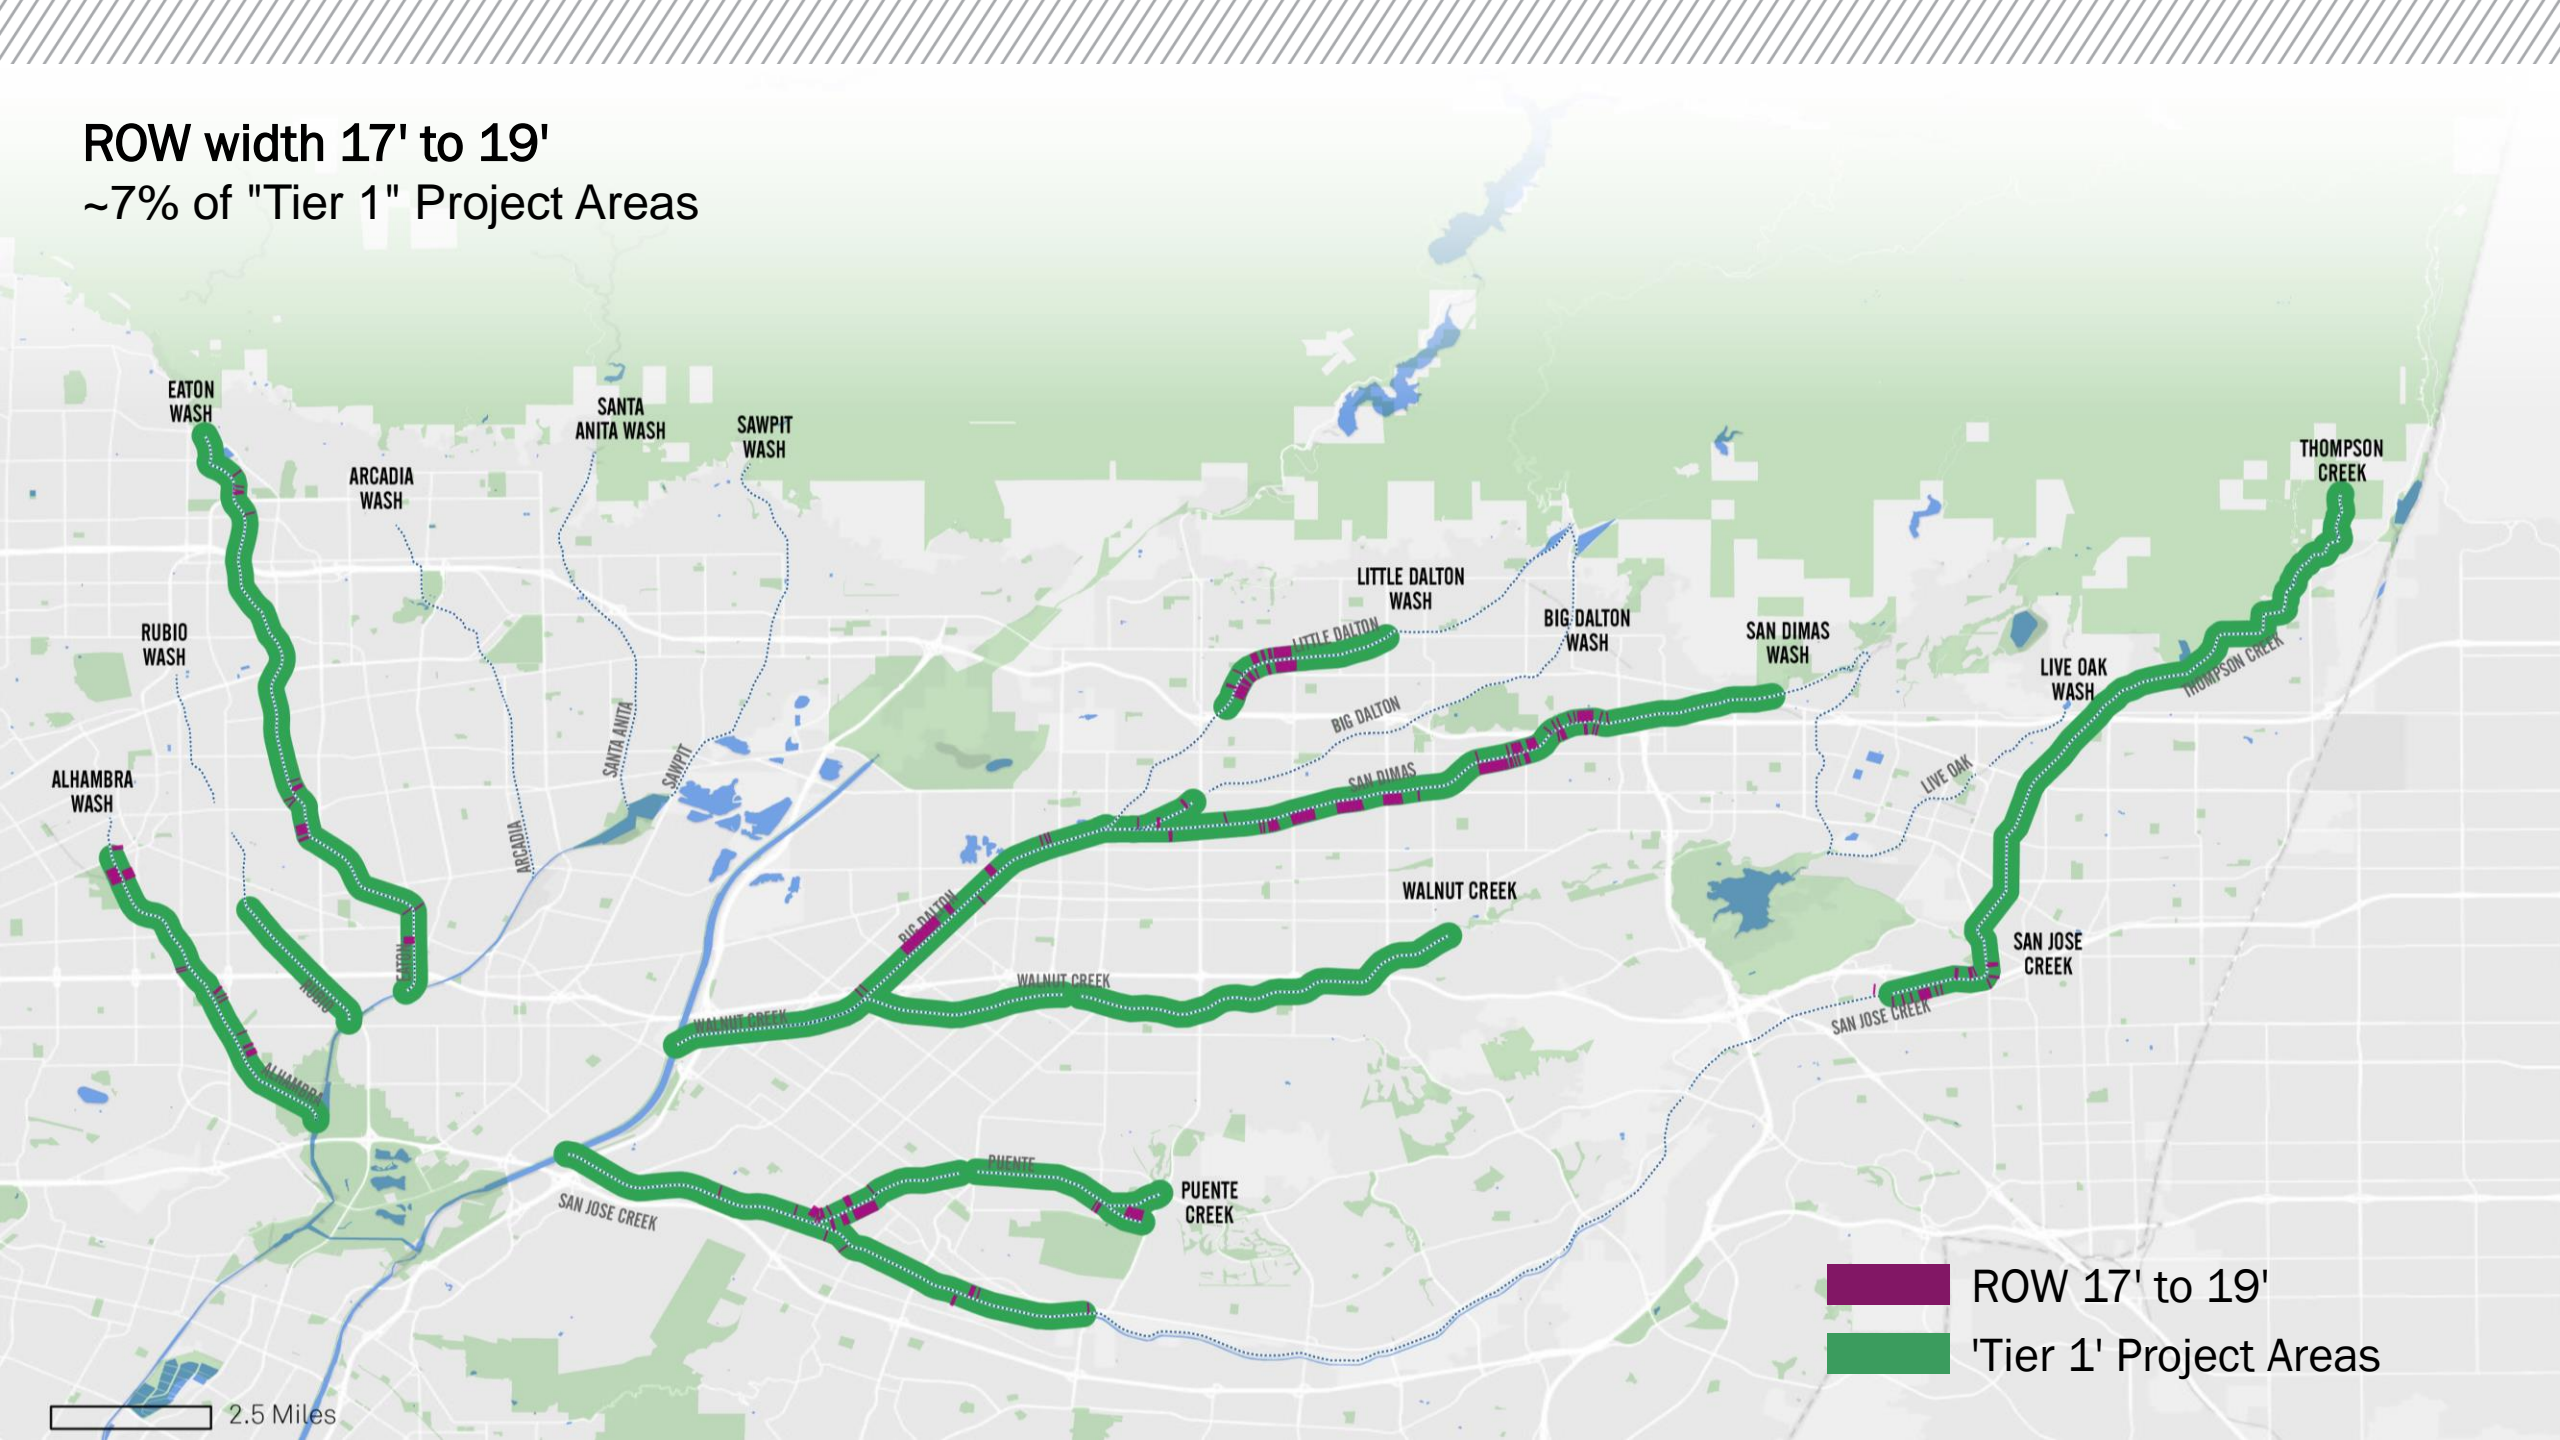 ROW width 17' to 19'
~7% of "Tier 1" Project Areas
EATON
WASH
SANTA
ANITA WASH
SAWPIT
WASH
ARCADIA
WASH
THOMPSON
CREEK
LITTLE DALTON
WASH
BIG DALTON
WASH
RUBIO
WASH
SAN DIMAS
WASH
LIVE OAK
WASH
LITTLE DALTON
THOMPSON CREEK
BIG DALTON
SANTA ANITA
SAWPIT
ALHAMBRA
WASH
SAN DIMAS
LIVE OAK
ARCADIA
WALNUT CREEK
BIG DALTON
EATON
SAN JOSE
CREEK
WALNUT CREEK
RUBIO
WALNUT CREEK
SAN JOSE CREEK
ALHAMBRA
PUENTE
PUENTE
CREEK
SAN JOSE CREEK
ROW 17' to 19'
'Tier 1' Project Areas
2.5 Miles